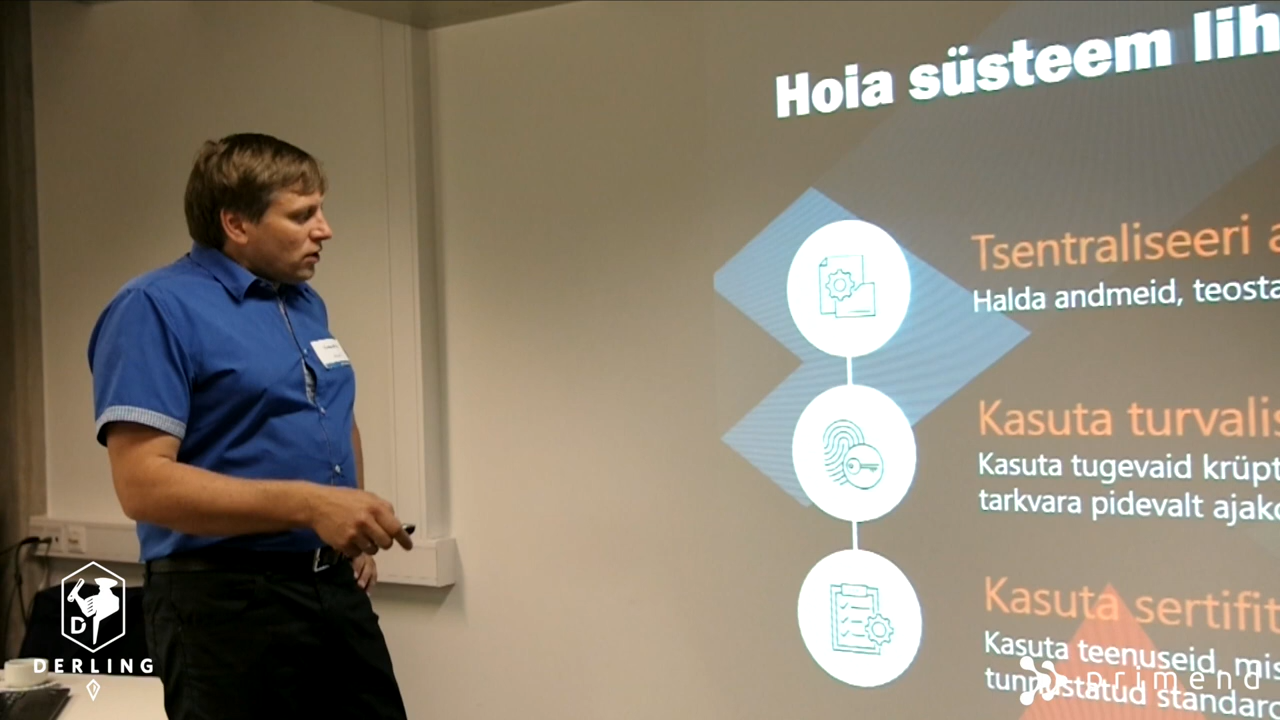 Hoia süsteem lih
Tsentraliseeri a
Halda andmeid, teosta
Kasuta turvalis
Kasuta tugevaid krüpt
tarkvara pidevalt ajako
Kasuta sertifit
Kasuta teenuseid, mis
tunnustatud standard
D
DERLING
primend